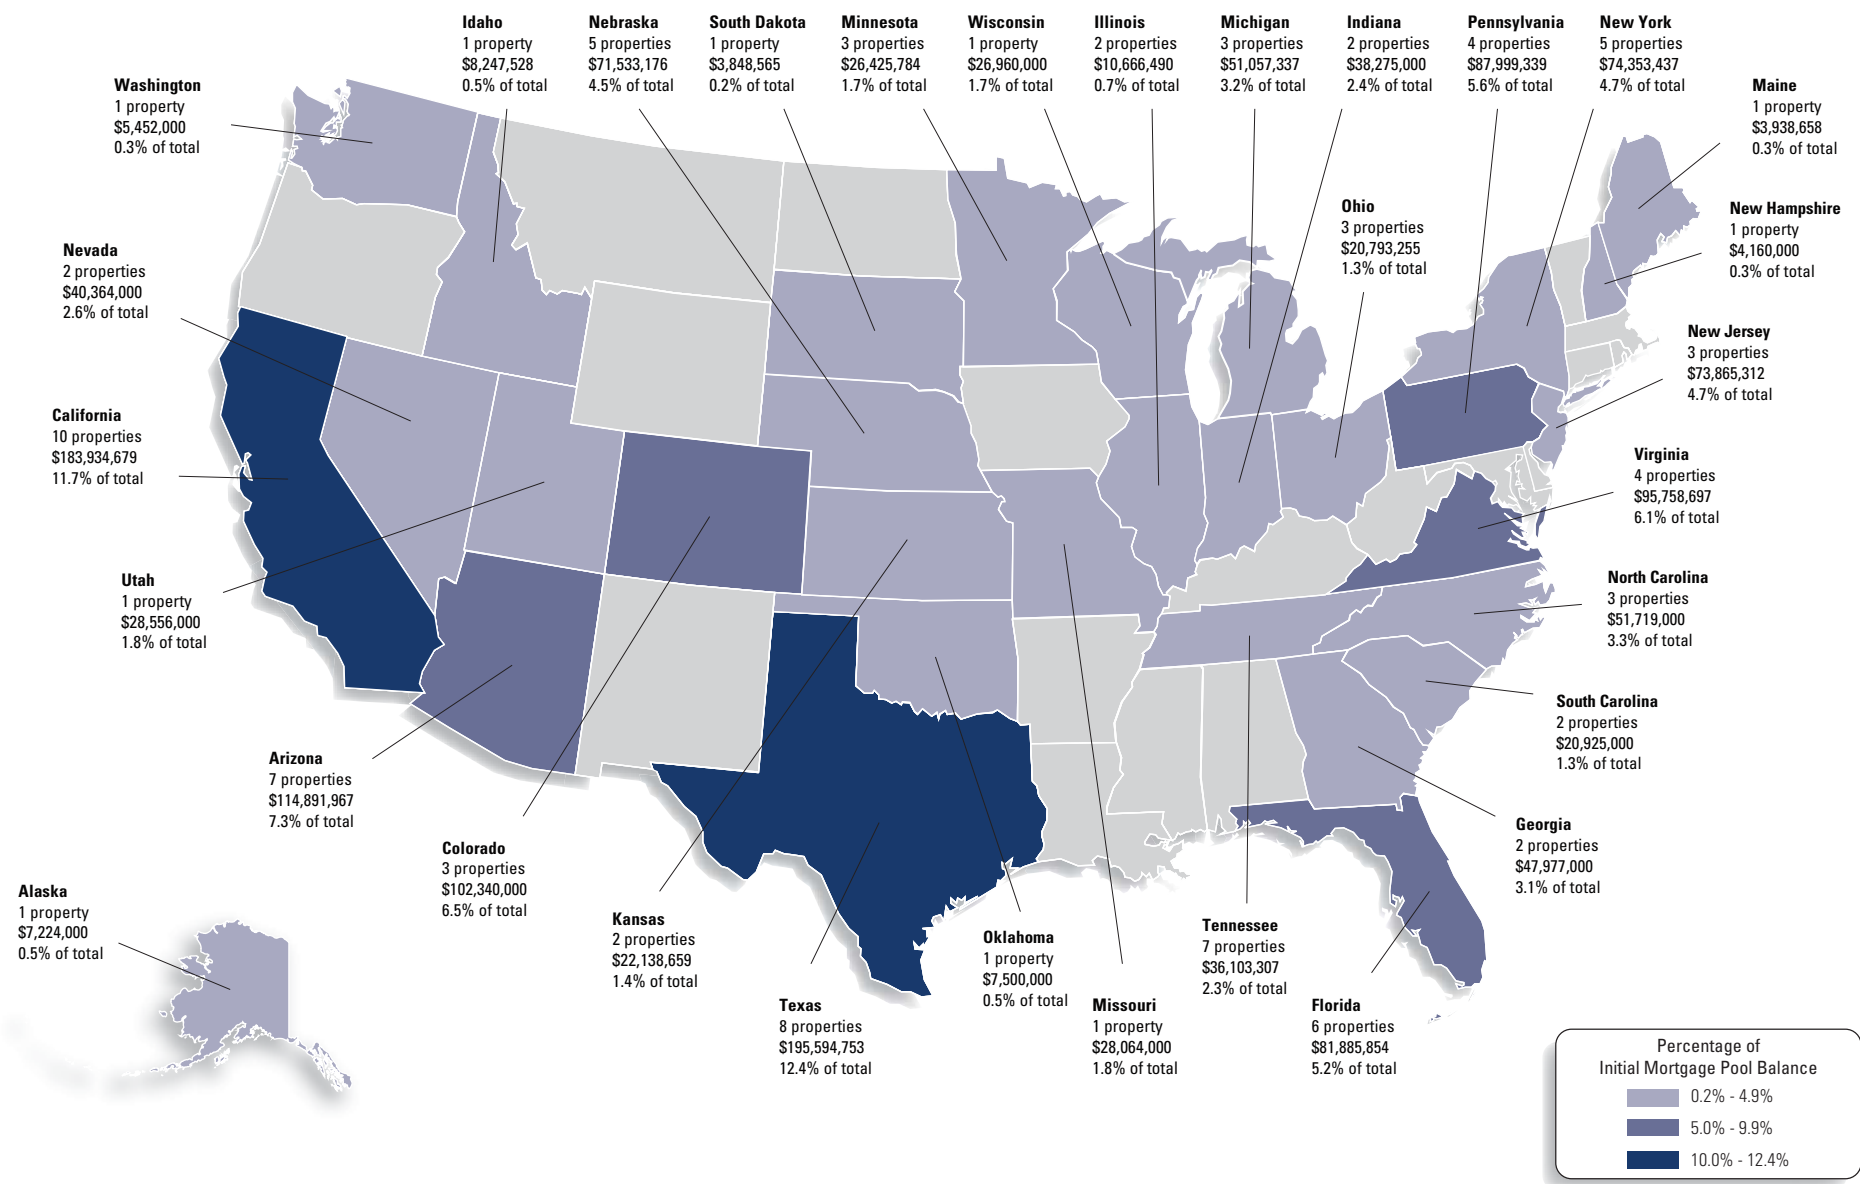 Idaho
1 property
$8,247,528
0.5% of total
Nebraska
5 properties
$71,533,176
4.5% of total
South Dakota
1 property
$3,848,565
0.2% of total
Minnesota
3 properties
$26,425,784
1.7% of total
Wisconsin
1 property
$26,960,000
1.7% of total
Illinois
2 properties
$10,666,490
0.7% of total
Michigan
3 properties
$51,057,337
3.2% of total
Indiana
2 properties
$38,275,000
2.4% of total
Pennsylvania
4 properties
$87,999,339
5.6% of total
New York
5 properties
$74,353,437
4.7% of total
Washington
1 property
$5,452,000
0.3% of total
Maine
1 property
$3,938,658
0.3% of total
Ohio
3 properties
$20,793,255
1.3% of total
New Hampshire
1 property
$4,160,000
0.3% of total
Nevada
2 properties
$40,364,000
2.6% of total
New Jersey
3 properties
$73,865,312
4.7% of total
California
10 properties
$183,934,679
11.7% of total
Virginia
4 properties
$95,758,697
6.1% of total
Utah
1 property
$28,556,000
1.8% of total
North Carolina
3 properties
$51,719,000
3.3% of total
South Carolina
2 properties
$20,925,000
1.3% of total
Arizona
7 properties
$114,891,967
7.3% of total
Georgia
2 properties
$47,977,000
3.1% of total
Colorado
3 properties
$102,340,000
6.5% of total
Alaska
1 property
$7,224,000
0.5% of total
Kansas
2 properties
$22,138,659
1.4% of total
Tennessee
7 properties
$36,103,307
2.3% of total
Oklahoma
1 property
$7,500,000
0.5% of total
Texas
8 properties
$195,594,753
12.4% of total
Missouri
1 property
$28,064,000
1.8% of total
Florida
6 properties
$81,885,854
5.2% of total
Percentage of
Initial Mortgage Pool Balance
0.2% - 4.9%
5.0% - 9.9%
10.0% - 12.4%